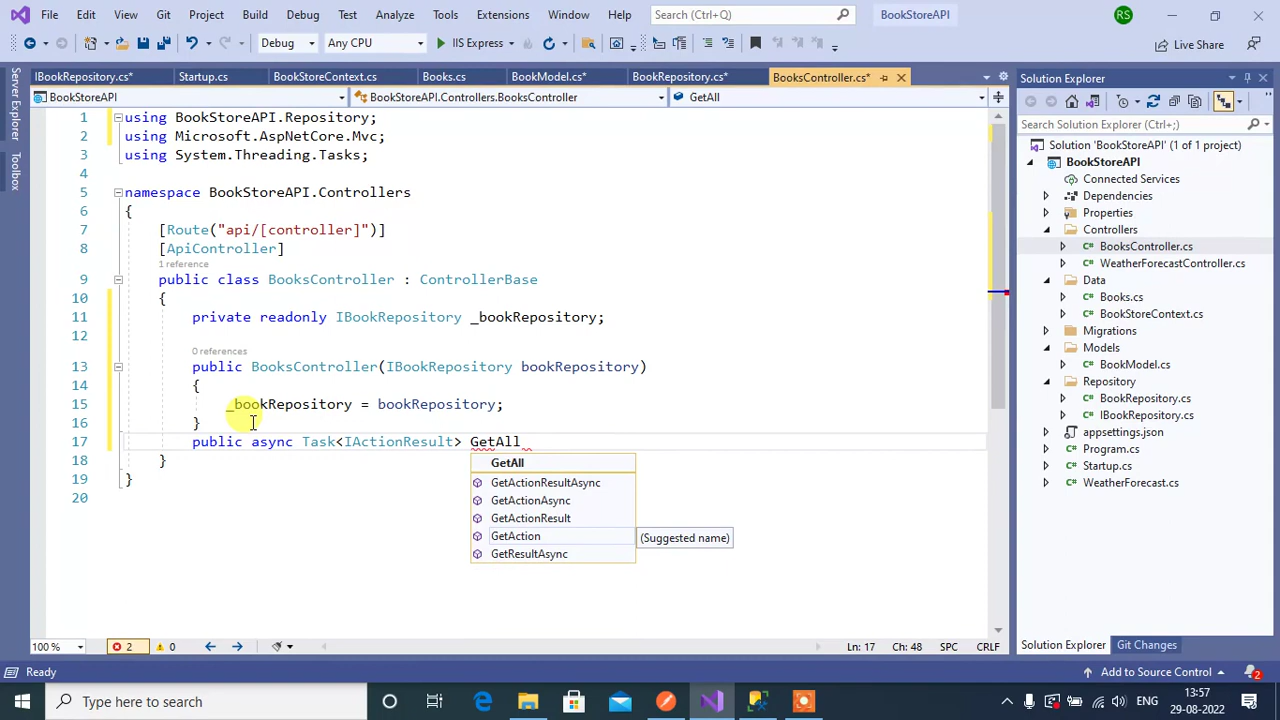 File Edit View Git Project Build Debug Test Analyze Tools Extensions Window Help Search (Ctrl+Q) BookStoreAPI RS
Debug Any CPU IIS Express Live Share
IBookRepository.cs* Startup.cs BookStoreContext.cs Books.cs BookModel.cs* BookRepository.cs* BooksController.cs*
BookStoreAPI BookStoreAPI.Controllers.BooksController GetAll
Server Explorer
Toolbox
1 using BookStoreAPI.Repository;
2 using Microsoft.AspNetCore.Mvc;
3 using System.Threading.Tasks;
4
5 namespace BookStoreAPI.Controllers
6 {
7 [Route("api/[controller]")]
8 [ApiController]
1 reference
9 public class BooksController : ControllerBase
10 {
11 private readonly IBookRepository _bookRepository;
12
0 references
13 public BooksController(IBookRepository bookRepository)
14 {
15 _bookRepository = bookRepository;
16 }
17 public async Task<IActionResult> GetAll
18 }
19 }
20
GetAll
GetActionResultAsync
GetActionAsync
GetActionResult
GetAction (Suggested name)
GetResultAsync
100 % 2 0 Ln: 17 Ch: 48 SPC CRLF
Solution Explorer
Search Solution Explorer (Ctrl+;)
Solution 'BookStoreAPI' (1 of 1 project)
BookStoreAPI
Connected Services
Dependencies
Properties
Controllers
BooksController.cs
WeatherForecastController.cs
Data
Books.cs
BookStoreContext.cs
Migrations
Models
BookModel.cs
Repository
BookRepository.cs
IBookRepository.cs
appsettings.json
Program.cs
Startup.cs
WeatherForecast.cs
Solution Explorer Git Changes
Ready Add to Source Control 2
Type here to search ENG 13:57
29-08-2022